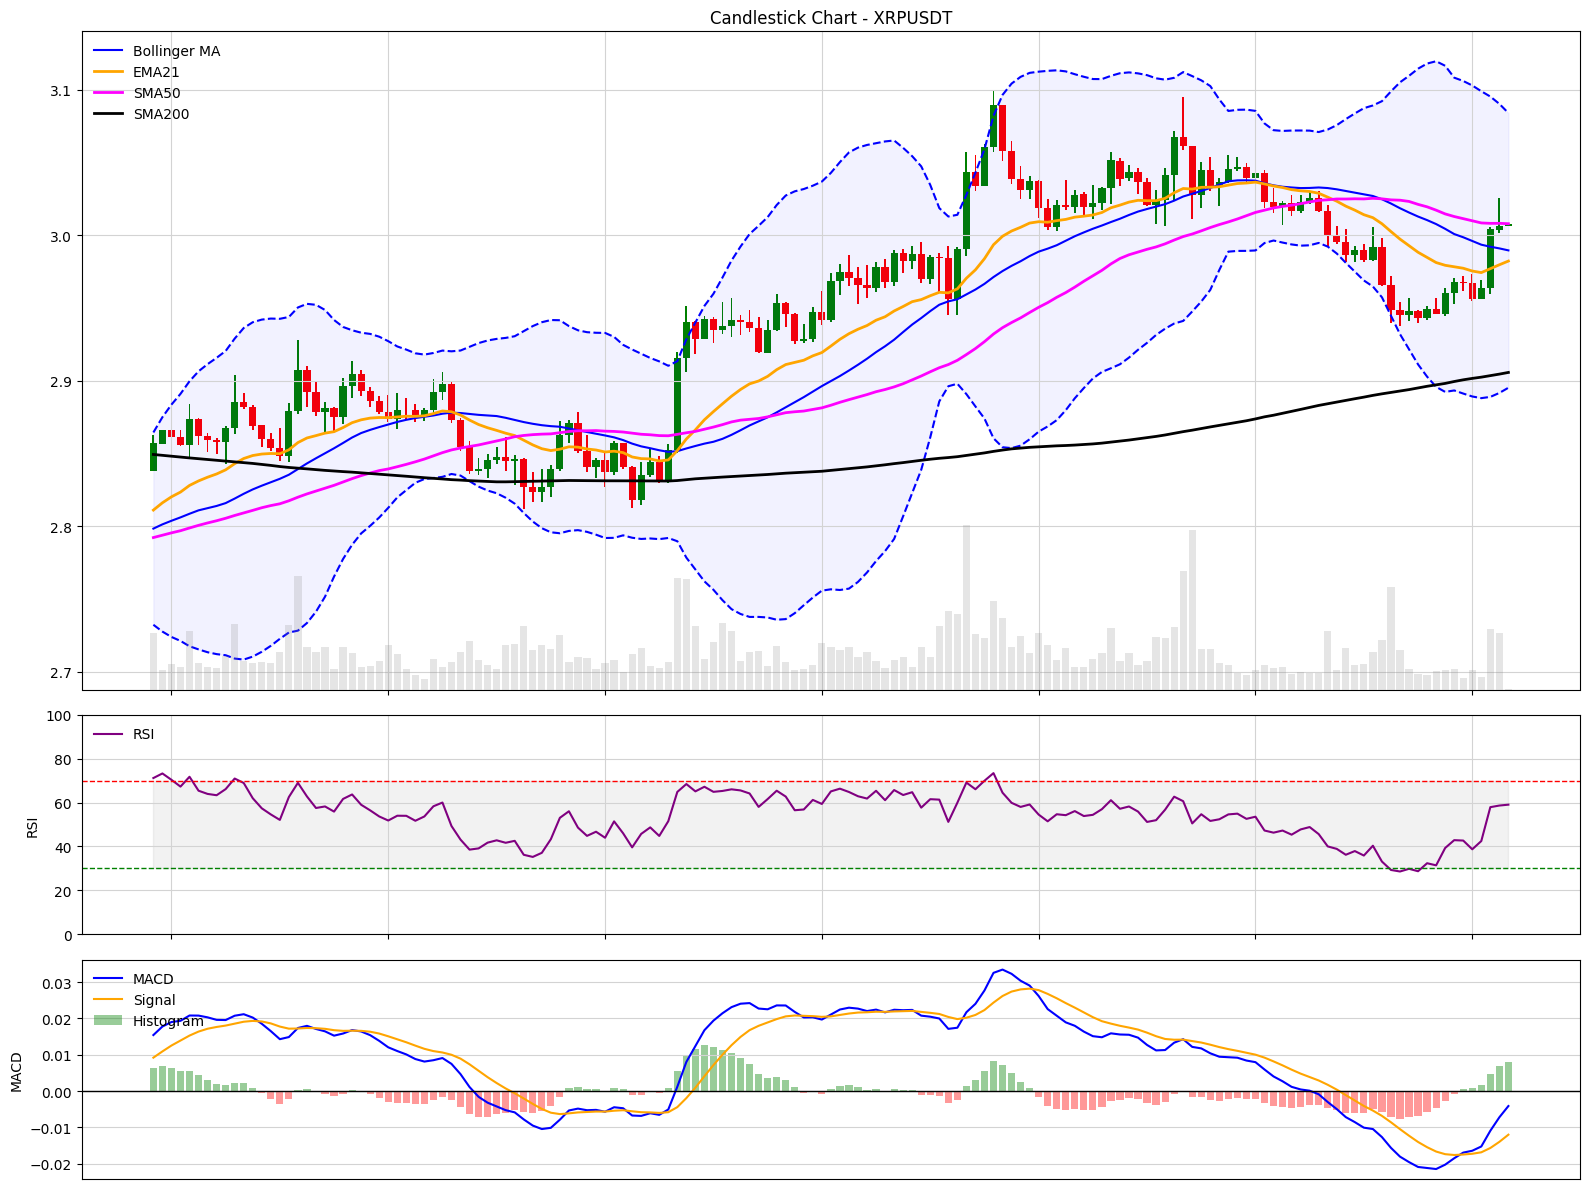 Candlestick Chart - XRPUSDT
Bollinger MA
EMA21
SMA50
SMA200
3.1
3.0
2.9
2.8
2.7
RSI
100
80
60
40
20
0
RSI
MACD
Signal
Histogram
0.03
0.02
0.01
0.00
−0.01
−0.02
MACD